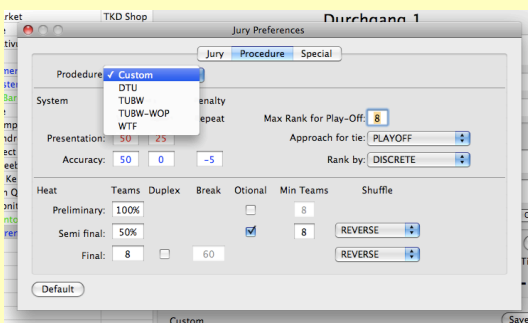 rket TKD Shop Durchgang 1
Jury Preferences
Jury Procedure Special
Prodedure ✓ Custom
DTU
TUBW
TUBW-WOP
WTF
System enalty
epeat Max Rank for Play-Off: 8
Presentation: 50 25 Approach for tie: PLAYOFF
Accuracy: 50 0 -5 Rank by: DISCRETE
Heat Teams Duplex Break Otional Min Teams Shuffle
Preliminary: 100% 8
Semi final: 50% 8 REVERSE
Final: 8 60 REVERSE
Default
Custom Save